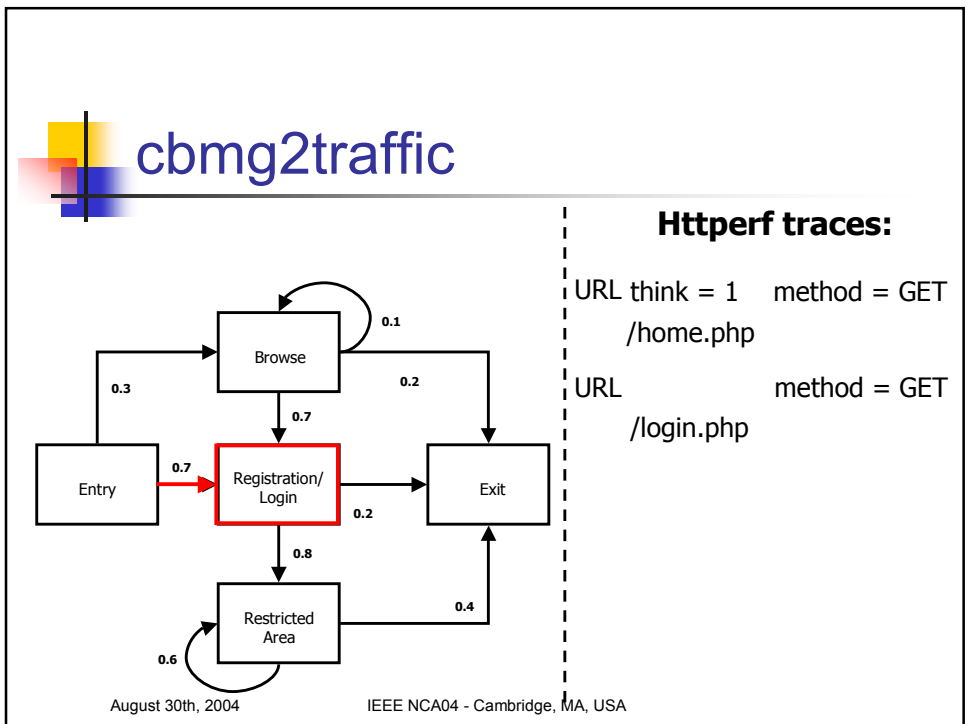 cbmg2traffic
Httperf traces:
URL think = 1 method = GET
/home.php
URL method = GET
/login.php
0.1
Browse
0.2
0.3
0.7
0.7
Entry
Registration/
Login
Exit
0.2
0.8
Restricted
Area
0.4
0.6
August 30th, 2004
IEEE NCA04 - Cambridge, MA, USA